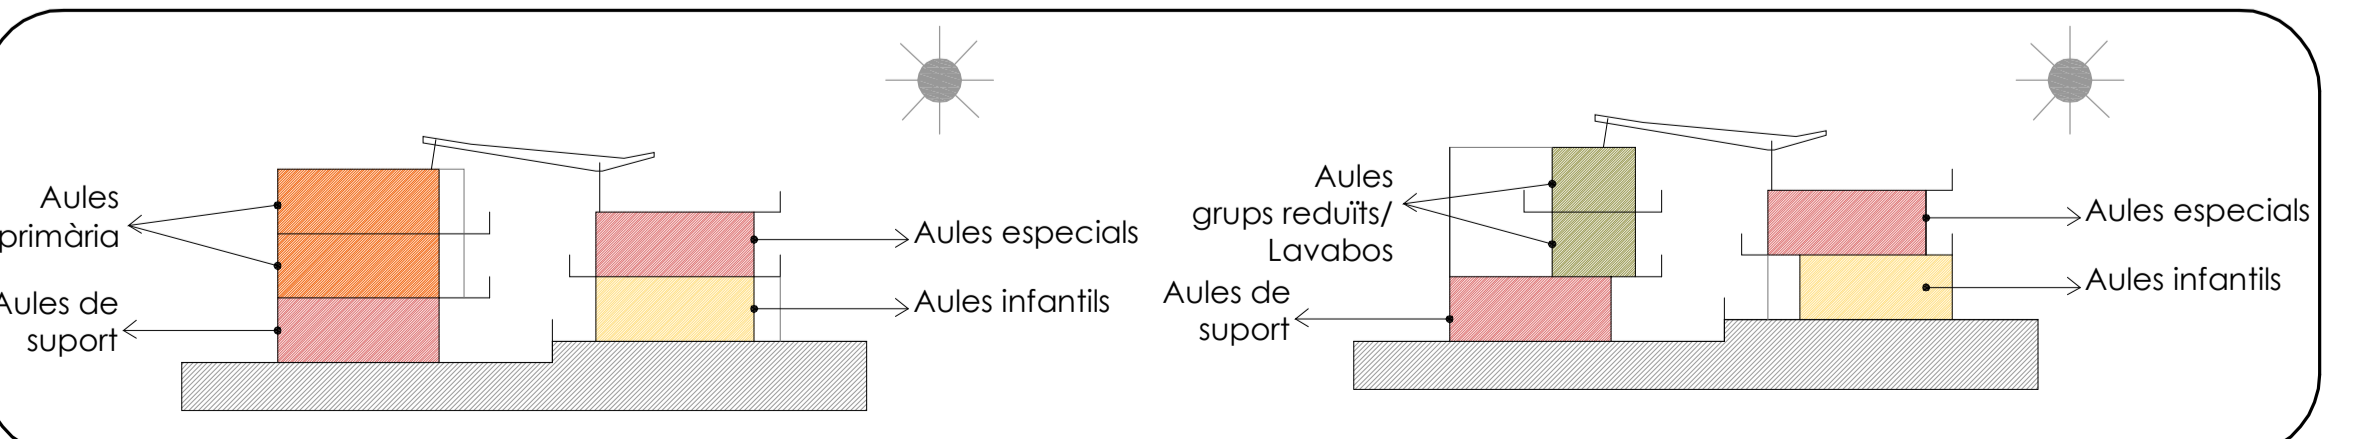 Aules
primària
Aules de
suport
Aules especials
Aules infantils
Aules
grups reduïts/
Lavabos
Aules de
suport
Aules especials
Aules infantils